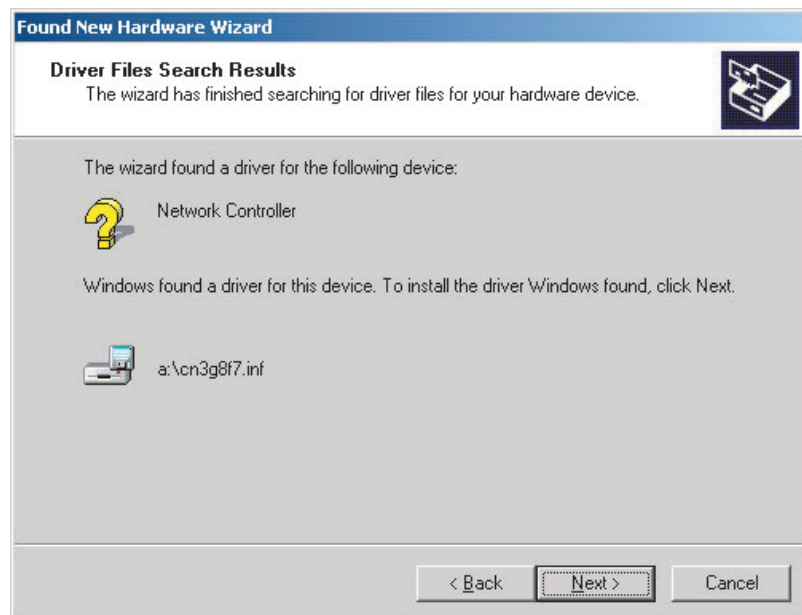 Found New Hardware Wizard
Driver Files Search Results
The wizard has finished searching for driver files for your hardware device.
The wizard found a driver for the following device:
Network Controller
Windows found a driver for this device. To install the driver Windows found, click Next.
a:\cn3g8f7.inf
< Back Next > Cancel